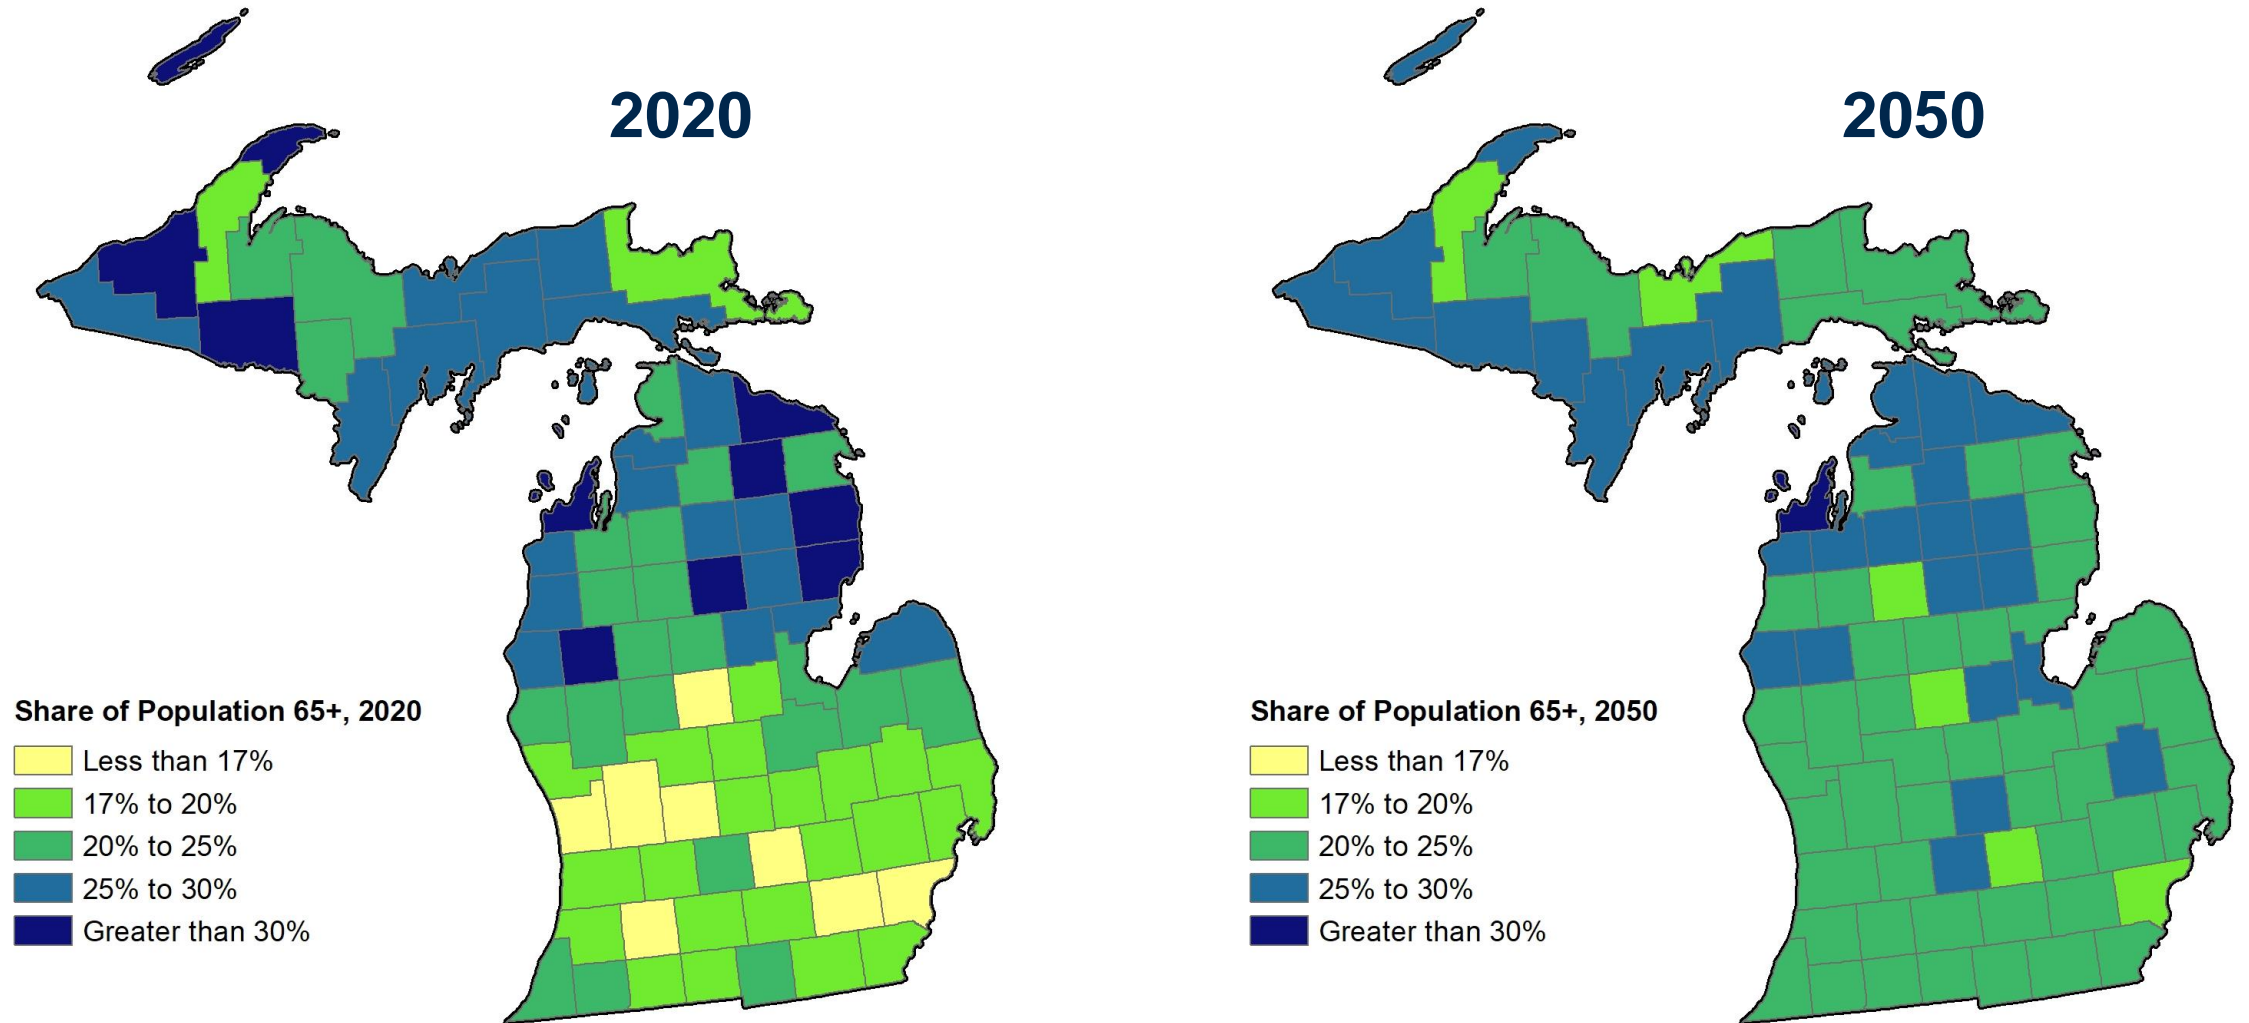 2020
2050
Share of Population 65+, 2020
Less than 17%
17% to 20%
20% to 25%
25% to 30%
Greater than 30%
Share of Population 65+, 2050
Less than 17%
17% to 20%
20% to 25%
25% to 30%
Greater than 30%